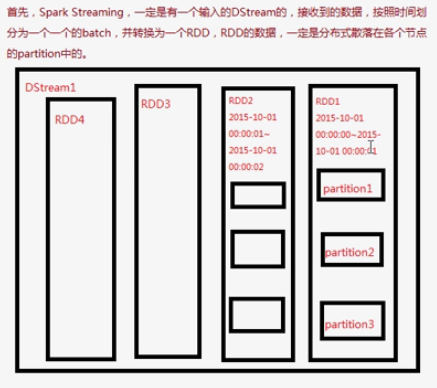 首先，Spark Streaming，一定是有一个输入的DStream的，接收到的数据，按照时间划
分为一个一个的batch，并转换为一个RDD，RDD的数据，一定是分布式散落在各个节点
的partition中的。
DStream1
RDD4
RDD3
RDD2
2015-10-01
00:00:01~
2015-10-01
00:00:02
RDD1
2015-10-01
00:00:00~2015-
10-01 00:00:01
partition1
partition2
partition3